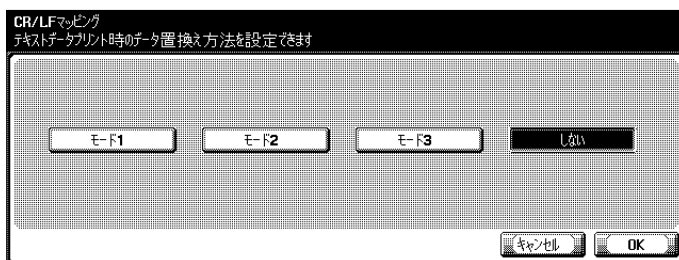 CR/LFマッピング
テキストデータプリント時のデータ置換え方法を設定できます
モード1
モード2
モード3
しない
キャンセル
OK